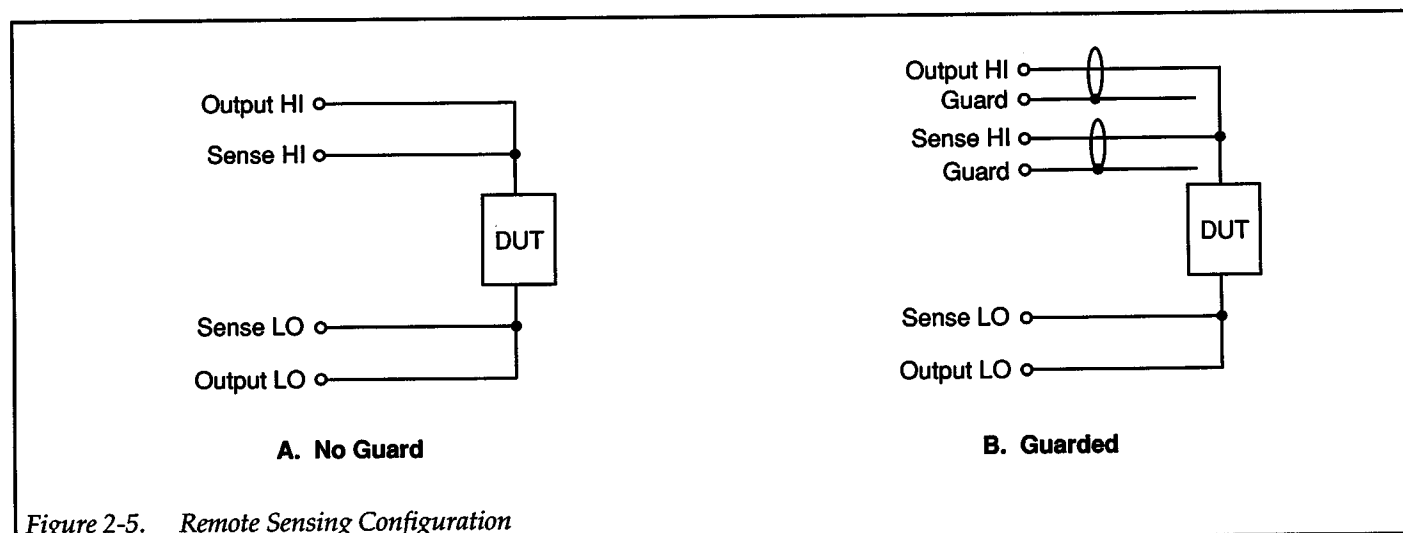 Output HI
Sense HI
DUT
Sense LO
Output LO
A. No Guard
Output HI
Guard
Sense HI
Guard
DUT
Sense LO
Output LO
B. Guarded
Figure 2-5. Remote Sensing Configuration